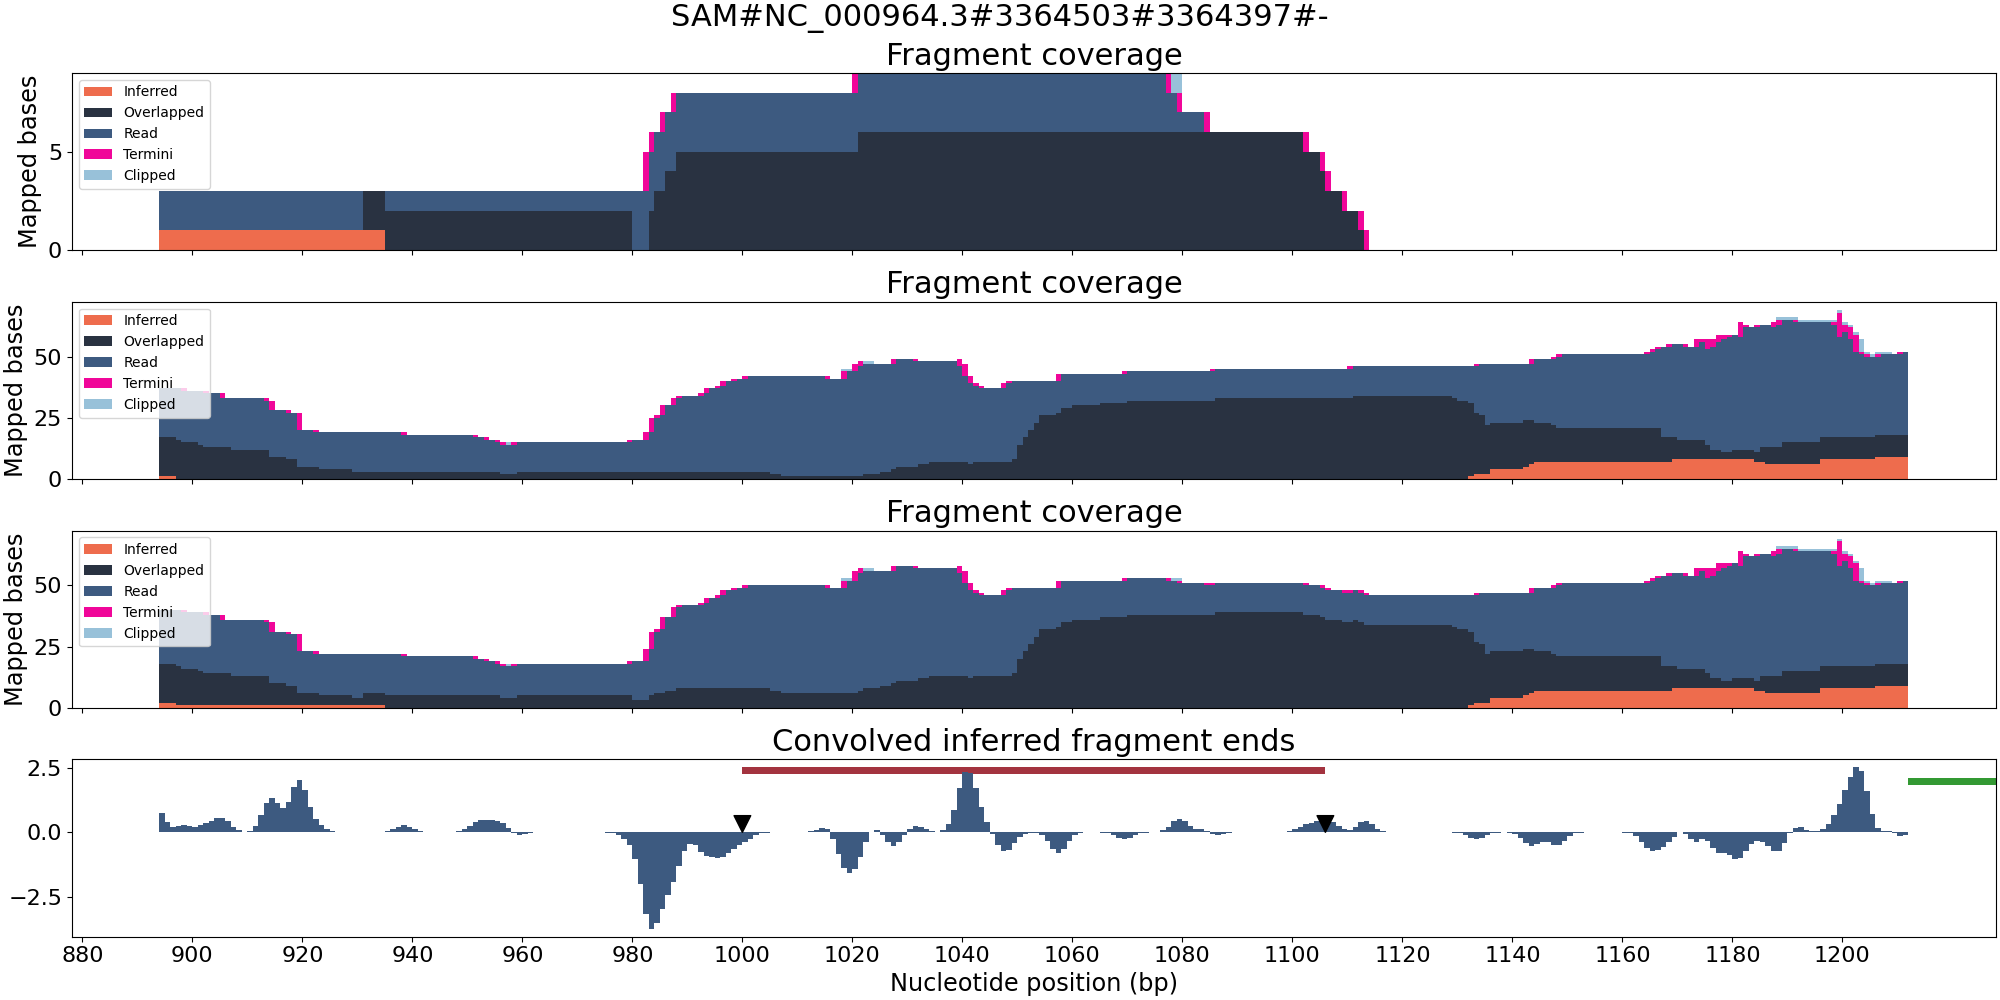 SAM#NC_000964.3#3364503#3364397#-
Fragment coverage
Mapped bases
5
0
Inferred
Overlapped
Read
Termini
Clipped
Fragment coverage
Mapped bases
50
25
0
Inferred
Overlapped
Read
Termini
Clipped
Fragment coverage
Mapped bases
50
25
0
Inferred
Overlapped
Read
Termini
Clipped
Convolved inferred fragment ends
2.5
0.0
−2.5
880 900 920 940 960 980 1000 1020 1040 1060 1080 1100 1120 1140 1160 1180 1200
Nucleotide position (bp)